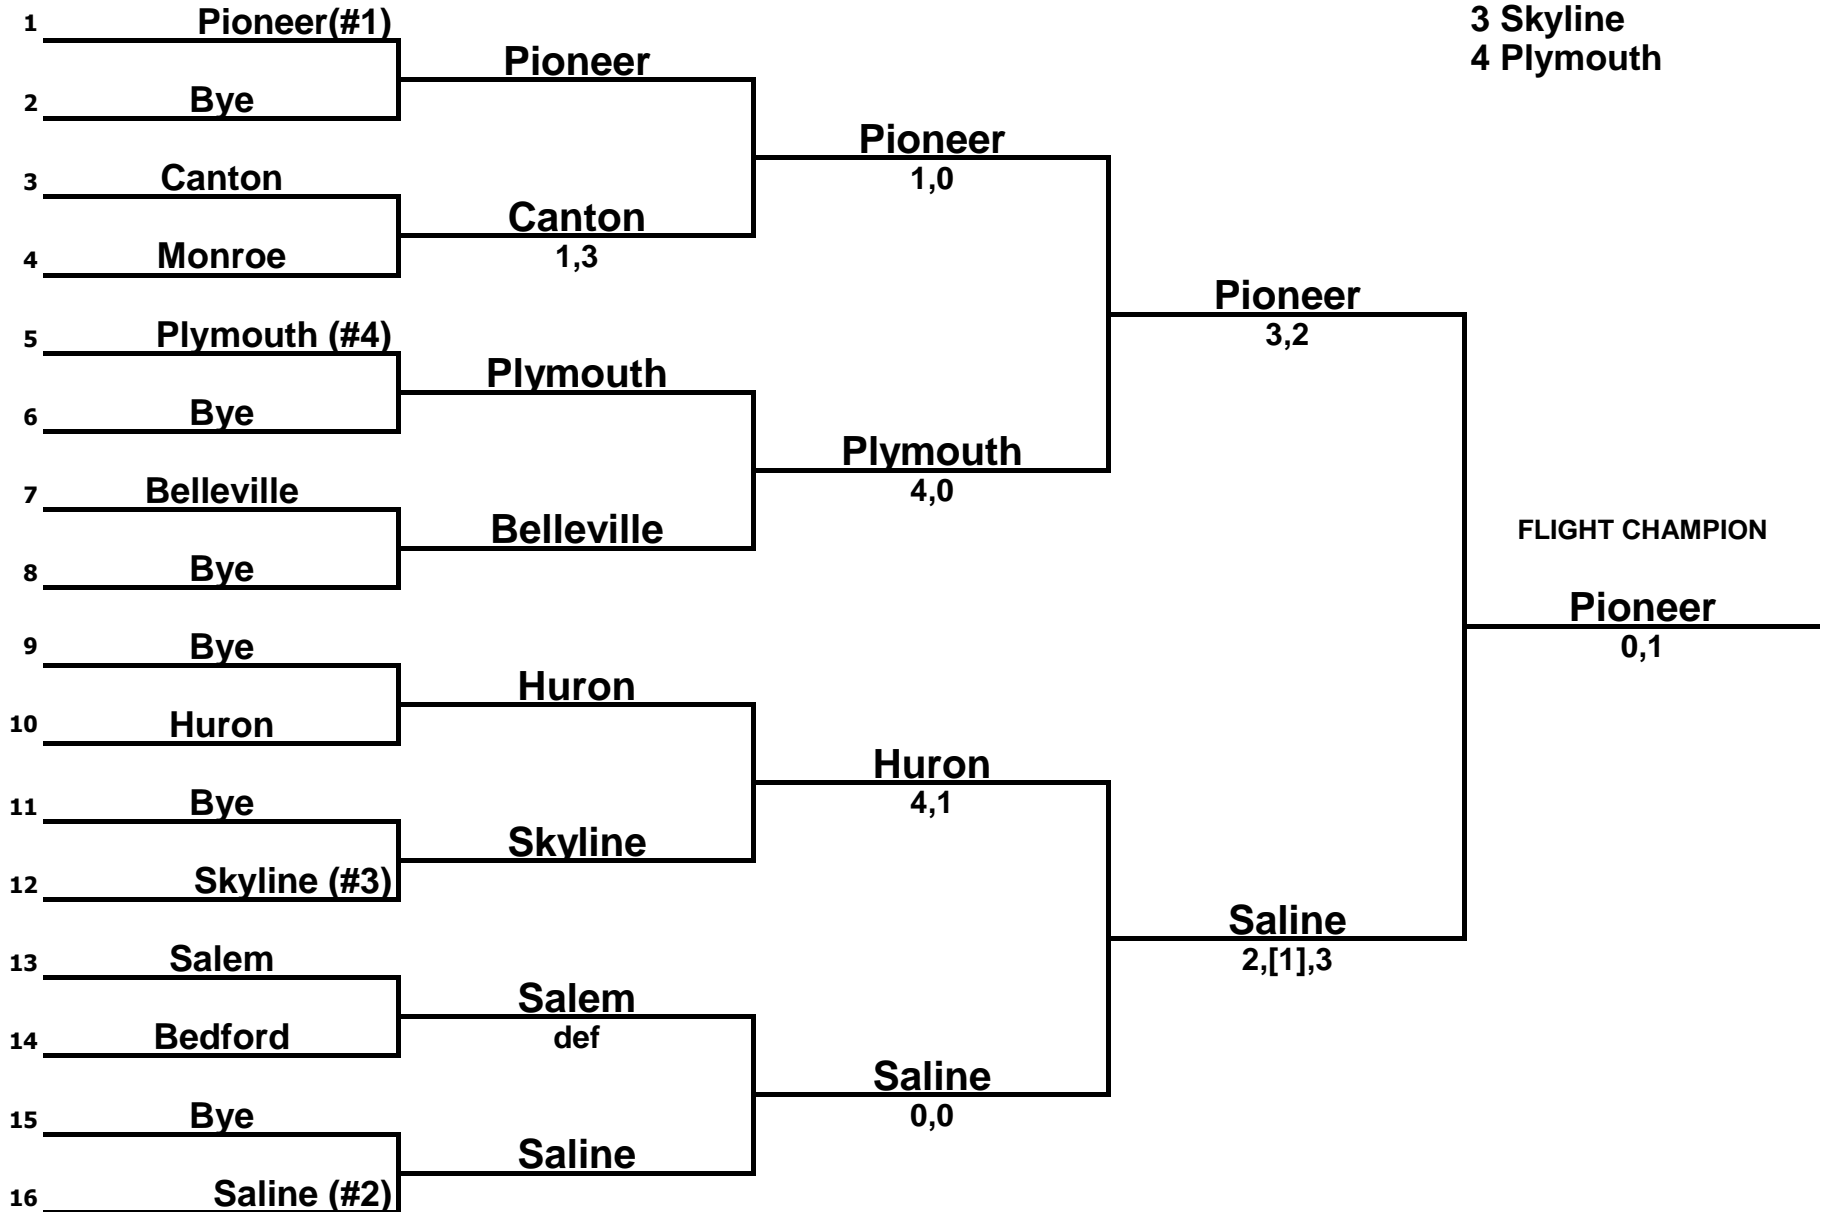 3 Skyline
4 Plymouth
1 Pioneer(#1)
Pioneer
2 Bye
Pioneer
1,0
3 Canton
Canton
1,3
4 Monroe
Pioneer
3,2
5 Plymouth (#4)
Plymouth
6 Bye
Plymouth
4,0
7 Belleville
Belleville
8 Bye
FLIGHT CHAMPION
Pioneer
0,1
9 Bye
Huron
10 Huron
Huron
4,1
11 Bye
Skyline
12 Skyline (#3)
Saline
2,[1],3
13 Salem
Salem
def
14 Bedford
Saline
0,0
15 Bye
Saline
16 Saline (#2)